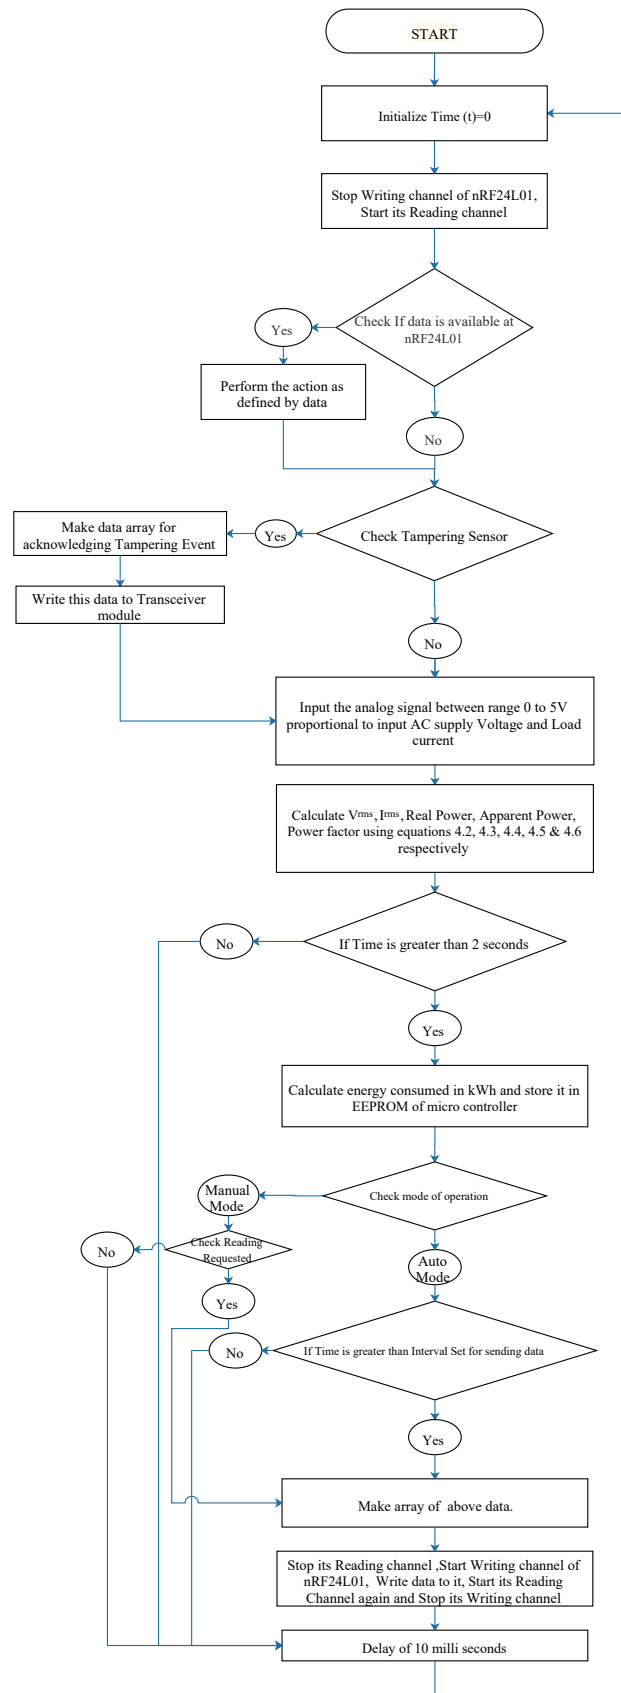 START
Initialize Time (t)=0
Stop Writing channel of nRF24L01,
Start its Reading channel
Check If data is available at
nRF24L01
Yes
Perform the action as
defined by data
No
Check Tampering Sensor
Yes
Make data array for
acknowledging Tampering Event
Write this data to Transceiver
module
No
Input the analog signal between range 0 to 5V
proportional to input AC supply Voltage and Load
current
Calculate Vrms, Irms, Real Power, Apparent Power,
Power factor using equations 4.2, 4.3, 4.4, 4.5 & 4.6
respectively
If Time is greater than 2 seconds
No
Yes
Calculate energy consumed in kWh and store it in
EEPROM of micro controller
Check mode of operation
Manual
Mode
Check Reading
Requested
No
Auto
Mode
Yes
If Time is greater than Interval Set for sending data
No
Yes
Make array of above data.
Stop its Reading channel ,Start Writing channel of
nRF24L01, Write data to it, Start its Reading
Channel again and Stop its Writing channel
Delay of 10 milli seconds